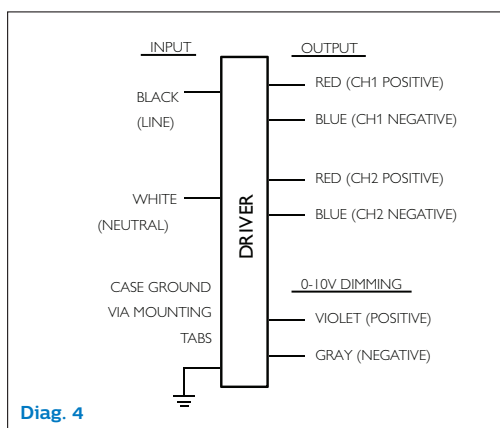 INPUT
OUTPUT
BLACK
(LINE)
WHITE
(NEUTRAL)
CASE GROUND
VIA MOUNTING
TABS
DRIVER
RED (CH1 POSITIVE)
BLUE (CH1 NEGATIVE)
RED (CH2 POSITIVE)
BLUE (CH2 NEGATIVE)
0-10V DIMMING
VIOLET (POSITIVE)
GRAY (NEGATIVE)
Diag. 4